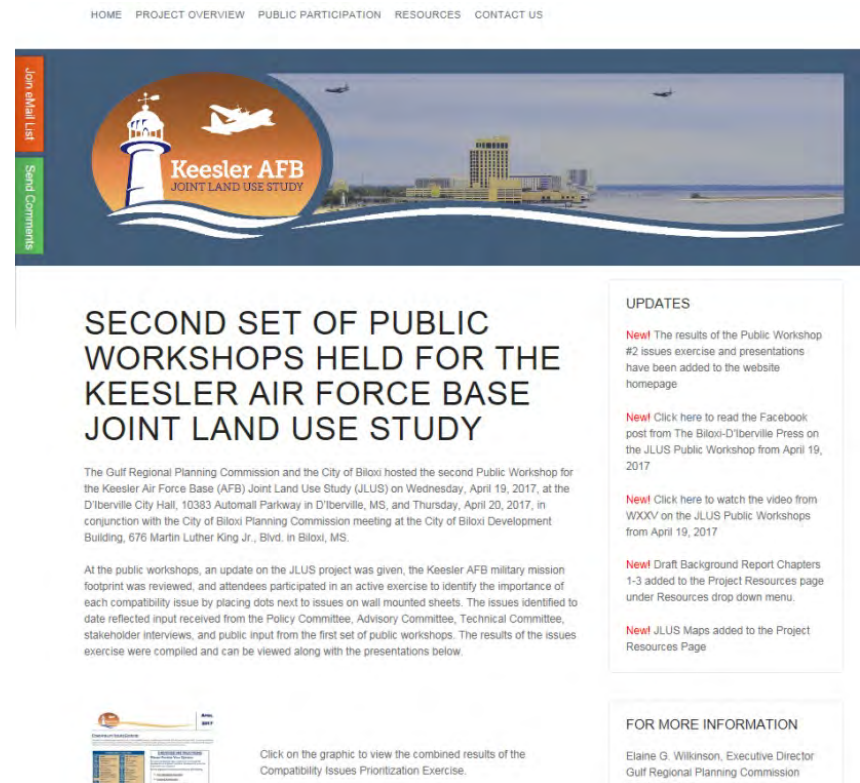 HOME PROJECT OVERVIEW PUBLIC PARTICIPATION RESOURCES CONTACT US
Join eMail List
Send Comments
Keesler AFB
JOINT LAND USE STUDY
SECOND SET OF PUBLIC
WORKSHOPS HELD FOR THE
KEESLER AIR FORCE BASE
JOINT LAND USE STUDY
The Gulf Regional Planning Commission and the City of Biloxi hosted the second Public Workshop for
the Keesler Air Force Base (AFB) Joint Land Use Study (JLUS) on Wednesday, April 19, 2017, at the
D'Iberville City Hall, 10383 Automall Parkway in D'Iberville, MS, and Thursday, April 20, 2017, in
conjunction with the City of Biloxi Planning Commission meeting at the City of Biloxi Development
Building, 676 Martin Luther King Jr., Blvd. in Biloxi, MS.
At the public workshops, an update on the JLUS project was given, the Keesler AFB military mission
footprint was reviewed, and attendees participated in an active exercise to identify the importance of
each compatibility issue by placing dots next to issues on wall mounted sheets. The issues identified to
date reflected input received from the Policy Committee, Advisory Committee, Technical Committee,
stakeholder interviews, and public input from the first set of public workshops. The results of the issues
exercise were compiled and can be viewed along with the presentations below.
2017
Click on the graphic to view the combined results of the
Compatibility Issues Prioritization Exercise.
UPDATES
New! The results of the Public Workshop
#2 issues exercise and presentations
have been added to the website
homepage
New! Click here to read the Facebook
post from The Biloxi-D'Iberville Press on
the JLUS Public Workshop from April 19,
2017
New! Click here to watch the video from
WXXV on the JLUS Public Workshops
from April 19, 2017
New! Draft Background Report Chapters
1-3 added to the Project Resources page
under Resources drop down menu.
New! JLUS Maps added to the Project
Resources Page
FOR MORE INFORMATION
Elaine G. Wilkinson, Executive Director
Gulf Regional Planning Commission